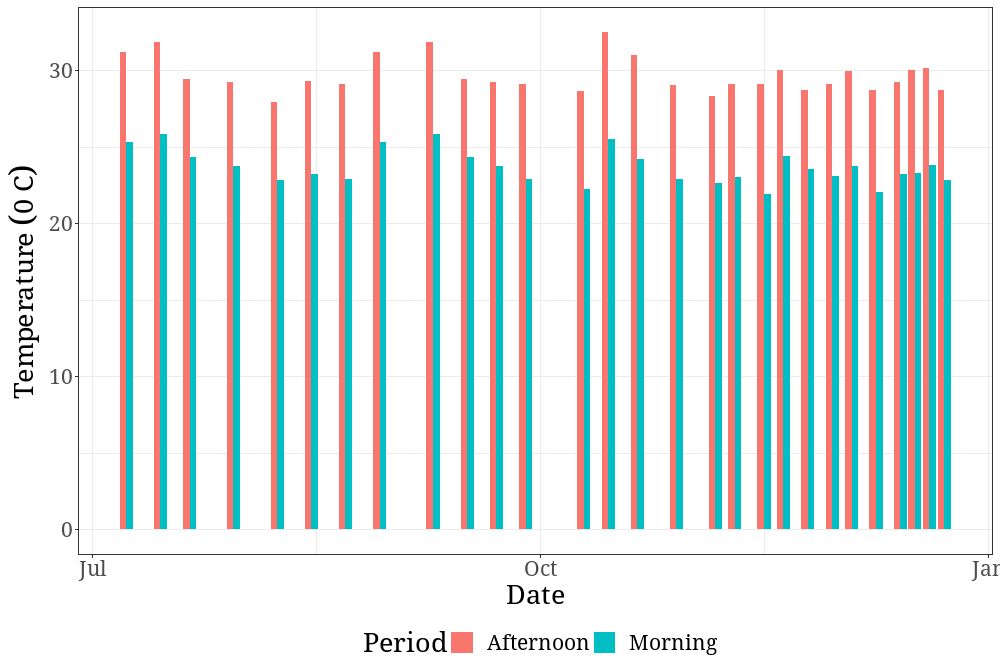 Temperature (0 C)
30
20
10
0
Jul Oct Jan
Date
Period Afternoon Morning